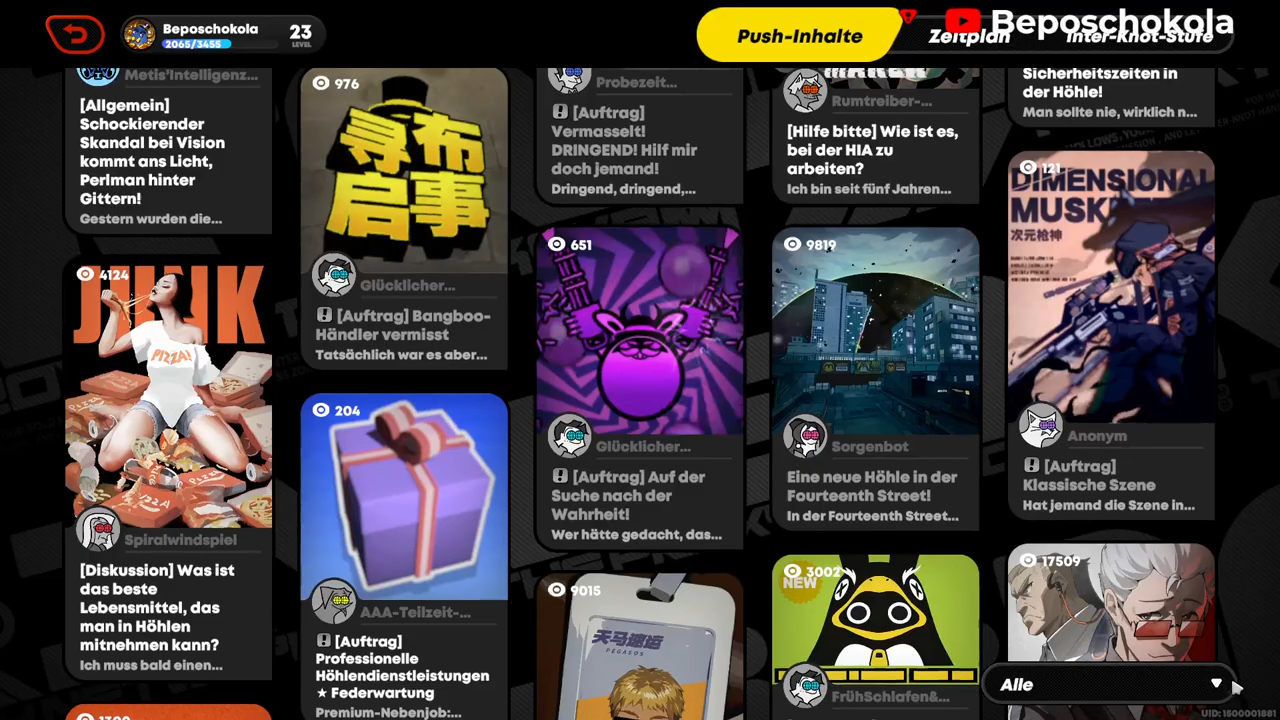 Beposchokola
2065/3455
23
LEVEL
Push-Inhalte
Zeitplan
Inter-Knot-Stufe
Beposchokola
Metis'Intelligenz...
[Allgemein]
Schockierender
Skandal bei Vision
kommt ans Licht,
Perlman hinter
Gittern!
Gestern wurden die...
4124
JUNK
PIZZA!
Spiralwindspiel
[Diskussion] Was ist
das beste
Lebensmittel, das
man in Höhlen
mitnehmen kann?
Ich muss bald einen...
976
寻布
启事
Glücklicher...
[Auftrag] Bangboo-
Händler vermisst
Tatsächlich war es aber...
204
AAA-Teilzeit-...
[Auftrag]
Professionelle
Höhlendienstleistungen
★ Federwartung
Premium-Nebenjob:...
Probezeit...
[Auftrag]
Vermasselt!
DRINGEND! Hilf mir
doch jemand!
Dringend, dringend,...
651
Glücklicher...
[Auftrag] Auf der
Suche nach der
Wahrheit!
Wer hätte gedacht, das...
9015
天马速运
PEGASUS
Rumtreiber-...
[Hilfe bitte] Wie ist es,
bei der HIA zu
arbeiten?
Ich bin seit fünf Jahren...
9819
Sorgenbot
Eine neue Höhle in der
Fourteenth Street!
In der Fourteenth Street...
3002
NEW
FrühSchlafen&...
Sicherheitszeiten in
der Höhle!
Man sollte nie, wirklich n...
121
DIMENSIONAL
MUSK
次元枪神
Anonym
[Auftrag]
Klassische Szene
Hat jemand die Szene in...
17509
Alle
UID: 1500001881